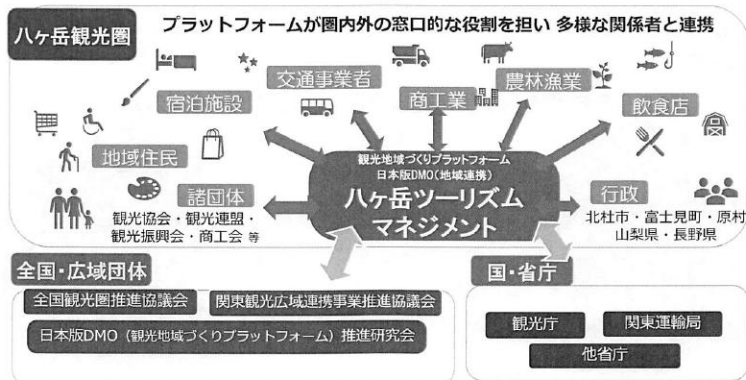 八ヶ岳観光圏
プラットフォームが圏内外の窓口的な役割を担い 多様な関係者と連携
交通事業者
農林漁業
宿泊施設
商工業
飲食店
地域住民
諸団体
観光協会・観光連盟・
観光振興会・商工会 等
観光地域づくりプラットフォーム
日本版DMO(地域連携)
八ヶ岳ツーリズム
マネジメント
行政
北杜市・富士見町・原村
山梨県・長野県
全国・広域団体
全国観光圏推進協議会
関東観光広域連携事業推進協議会
日本版DMO(観光地域づくりプラットフォーム)推進研究会
国・省庁
観光庁
関東運輸局
他省庁